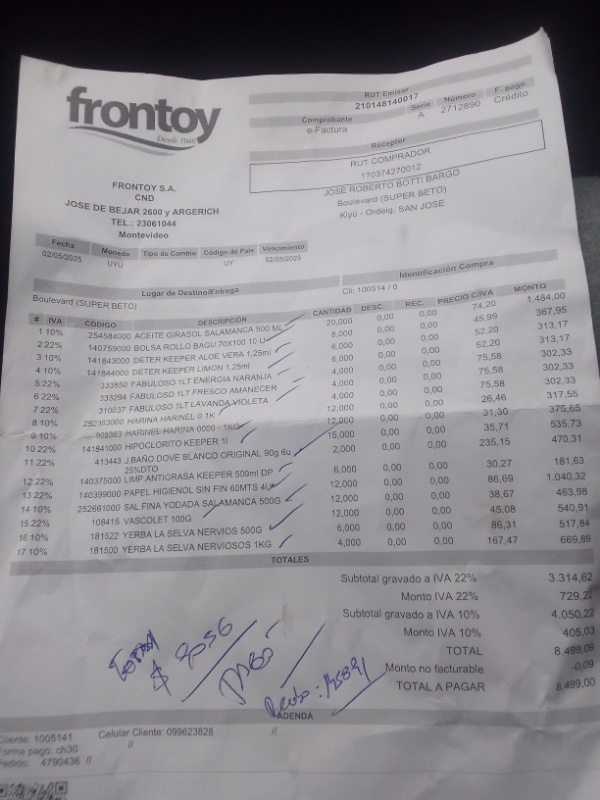 frontoy
Desde 1946
RUT Emisor
210148140017
Comprobante Serie Número F. pago
e-Factura A 2712890 Crédito
Receptor
RUT COMPRADOR
170374270012
JOSE ROBERTO BOTTI BARGO
Boulevard (SUPER BETO)
Kiyú - Ordeig, SAN JOSE
FRONTOY S.A.
CND
JOSE DE BEJAR 2600 y ARGERICH
TEL.: 23061044
Montevideo
Fecha Moneda Tipo de Cambio Código de País Vencimiento
02/05/2025 UYU UY 02/05/2025
Lugar de Destino/Entrega Identificación Compra
Boulevard (SUPER BETO) Cli: 100514 / 0
# IVA CÓDIGO DESCRIPCIÓN CANTIDAD DESC. REC. PRECIO C/IVA MONTO
1 10% 254584000 ACEITE GIRASOL SALAMANCA 900 ML 20,000 0,00 0,00 74,20 1.484,00
2 22% 140759000 BOLSA ROLLO BAGU 70X100 10 U 8,000 0,00 0,00 45,99 367,95
3 10% 141843000 DETER KEEPER ALOE VERA 1,25ml 6,000 0,00 0,00 52,20 313,17
4 10% 141844000 DETER KEEPER LIMON 1,25ml 6,000 0,00 0,00 52,20 313,17
5 22% 333850 FABULOSO 1LT ENERGIA NARANJA 4,000 0,00 0,00 75,58 302,33
6 22% 333294 FABULOSO 1LT FRESCO AMANECER 4,000 0,00 0,00 75,58 302,33
7 22% 310037 FABULOSO 1LT LAVANDA VIOLETA 4,000 0,00 0,00 75,58 302,33
8 10% 252363000 HARINA HARINEL 0 1K 12,000 0,00 0,00 26,46 317,55
9 10% 909363 HARINEL HARINA 0000 - 1KG 12,000 0,00 0,00 31,30 375,65
10 22% 141841000 HIPOCLORITO KEEPER 1l 15,000 0,00 0,00 35,71 535,73
11 22% 413443 J.BAÑO DOVE BLANCO ORIGINAL 90g 6u 2,000 0,00 0,00 235,15 470,31
25%DTO
12 22% 140375000 LIMP.ANTIGRASA KEEPER 500ml DP 6,000 0,00 0,00 30,27 181,63
13 22% 140399000 PAPEL HIGIENOL SIN FIN 60MTS 4U 12,000 0,00 0,00 86,69 1.040,32
14 10% 252661000 SAL FINA YODADA SALAMANCA 500G 12,000 0,00 0,00 38,67 463,98
15 22% 108415 VASCOLET 100G 12,000 0,00 0,00 45,08 540,91
16 10% 181522 YERBA LA SELVA NERVIOS 500G 6,000 0,00 0,00 86,31 517,84
17 10% 181500 YERBA LA SELVA NERVIOSOS 1KG 4,000 0,00 0,00 167,47 669,89
TOTALES
Subtotal gravado a IVA 22% 3.314,62
Monto IVA 22% 729,22
Subtotal gravado a IVA 10% 4.050,22
Monto IVA 10% 405,03
TOTAL 8.499,09
Monto no facturable -0,09
TOTAL A PAGAR 8.499,00
$ 8056
ADENDA
Cliente: 1005141 Celular Cliente: 099623828 //
Forma pago: ch30 //
Pedido: 4790436 //